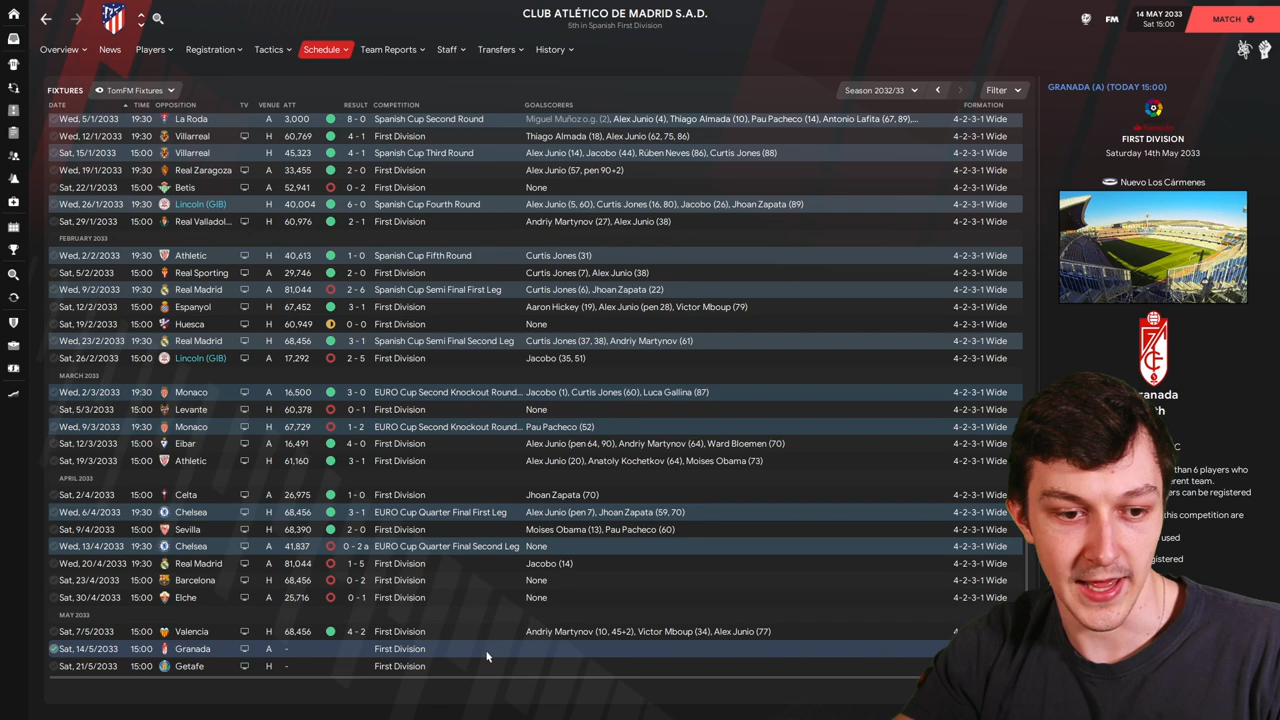 CLUB ATLÉTICO DE MADRID S.A.D.
5th in Spanish First Division
FM
14 MAY 2033
Sat 15:00
MATCH
Overview
News
Players
Registration
Tactics
Schedule
Team Reports
Staff
Transfers
History
FIXTURES
TomFM Fixtures
Season 2032/33
Filter
DATE TIME OPPOSITION TV VENUE ATT RESULT COMPETITION GOALSCORERS FORMATION
Wed, 5/1/2033 19:30 La Roda A 3,000 8 - 0 Spanish Cup Second Round Miguel Muñoz o.g. (2), Alex Junio (4), Thiago Almada (10), Pau Pacheco (14), Antonio Lafita (67, 89),... 4-2-3-1 Wide
Wed, 12/1/2033 19:30 Villarreal H 60,769 4 - 1 First Division Thiago Almada (18), Alex Junio (62, 75, 86) 4-2-3-1 Wide
Sat, 15/1/2033 15:00 Villarreal H 45,323 4 - 1 Spanish Cup Third Round Alex Junio (14), Jacobo (44), Rúben Neves (86), Curtis Jones (88) 4-2-3-1 Wide
Wed, 19/1/2033 19:30 Real Zaragoza A 33,455 2 - 0 First Division Alex Junio (57, pen 90+2) 4-2-3-1 Wide
Sat, 22/1/2033 15:00 Betis A 52,941 0 - 2 First Division None 4-2-3-1 Wide
Wed, 26/1/2033 19:30 Lincoln (GIB) H 40,004 6 - 0 Spanish Cup Fourth Round Alex Junio (5, 60), Curtis Jones (16, 80), Jacobo (26), Jhoan Zapata (89) 4-2-3-1 Wide
Sat, 29/1/2033 15:00 Real Valladol... H 60,976 2 - 1 First Division Andriy Martynov (27), Alex Junio (38) 4-2-3-1 Wide
FEBRUARY 2033
Wed, 2/2/2033 19:30 Athletic H 40,613 1 - 0 Spanish Cup Fifth Round Curtis Jones (31) 4-2-3-1 Wide
Sat, 5/2/2033 15:00 Real Sporting A 29,746 2 - 0 First Division Curtis Jones (7), Alex Junio (38) 4-2-3-1 Wide
Wed, 9/2/2033 19:30 Real Madrid A 81,044 2 - 6 Spanish Cup Semi Final First Leg Curtis Jones (6), Jhoan Zapata (22) 4-2-3-1 Wide
Sat, 12/2/2033 15:00 Espanyol H 67,452 3 - 1 First Division Aaron Hickey (19), Alex Junio (pen 28), Victor Mboup (79) 4-2-3-1 Wide
Sat, 19/2/2033 15:00 Huesca H 60,949 0 - 0 First Division None 4-2-3-1 Wide
Wed, 23/2/2033 19:30 Real Madrid H 68,456 3 - 1 Spanish Cup Semi Final Second Leg Curtis Jones (37, 38), Andriy Martynov (61) 4-2-3-1 Wide
Sat, 26/2/2033 15:00 Lincoln (GIB) A 17,292 2 - 5 First Division Jacobo (35, 51) 4-2-3-1 Wide
MARCH 2033
Wed, 2/3/2033 19:30 Monaco A 16,500 3 - 0 EURO Cup Second Knockout Round... Jacobo (1), Curtis Jones (60), Luca Gallina (87) 4-2-3-1 Wide
Sat, 5/3/2033 15:00 Levante H 60,378 0 - 1 First Division None 4-2-3-1 Wide
Wed, 9/3/2033 19:30 Monaco H 67,729 1 - 2 EURO Cup Second Knockout Round... Pau Pacheco (52) 4-2-3-1 Wide
Sat, 12/3/2033 15:00 Eibar A 16,491 4 - 0 First Division Alex Junio (pen 64, 90), Andriy Martynov (64), Ward Bloemen (70) 4-2-3-1 Wide
Sat, 19/3/2033 15:00 Athletic H 61,160 3 - 1 First Division Alex Junio (20), Anatoly Kochetkov (64), Moises Obama (73) 4-2-3-1 Wide
APRIL 2033
Sat, 2/4/2033 15:00 Celta A 26,975 1 - 0 First Division Jhoan Zapata (70) 4-2-3-1 Wide
Wed, 6/4/2033 19:30 Chelsea H 68,456 3 - 1 EURO Cup Quarter Final First Leg Alex Junio (pen 7), Jhoan Zapata (59, 70) 4-2-3-1 Wide
Sat, 9/4/2033 15:00 Sevilla H 68,390 2 - 0 First Division Moises Obama (13), Pau Pacheco (60) 4-2-3-1 Wide
Wed, 13/4/2033 19:30 Chelsea A 41,837 0 - 2 a EURO Cup Quarter Final Second Leg None 4-2-3-1 Wide
Wed, 20/4/2033 19:30 Real Madrid A 81,044 1 - 5 First Division Jacobo (14) 4-2-3-1 Wide
Sat, 23/4/2033 15:00 Barcelona H 68,456 0 - 2 First Division None 4-2-3-1 Wide
Sat, 30/4/2033 15:00 Elche A 25,716 0 - 1 First Division None 4-2-3-1 Wide
MAY 2033
Sat, 7/5/2033 15:00 Valencia H 68,456 4 - 2 First Division Andriy Martynov (10, 45+2), Victor Mboup (34), Alex Junio (77)
Sat, 14/5/2033 15:00 Granada A - First Division
Sat, 21/5/2033 15:00 Getafe H - First Division
GRANADA (A) (TODAY 15:00)
FIRST DIVISION
Saturday 14th May 2033
Nuevo Los Cármenes
than 6 players who
team.
can be registered
this competition are
used